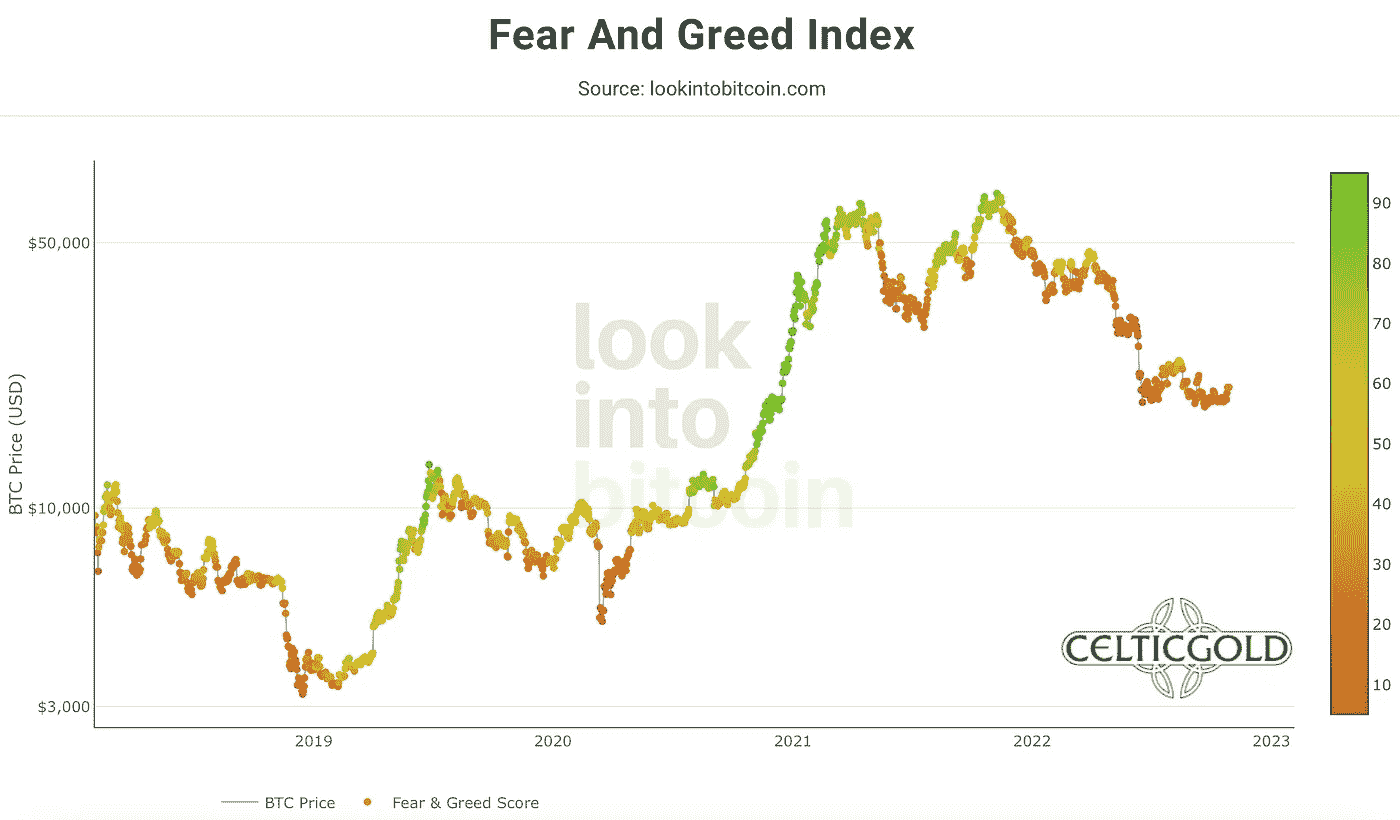 Fear And Greed Index
Source: lookintobitcoin.com
look
into
bitcoin
BTC Price (USD)
$50,000
$10,000
$3,000
2019 2020 2021 2022 2023
90
80
70
60
50
40
30
20
10
CELTICGOLD
BTC Price Fear & Greed Score